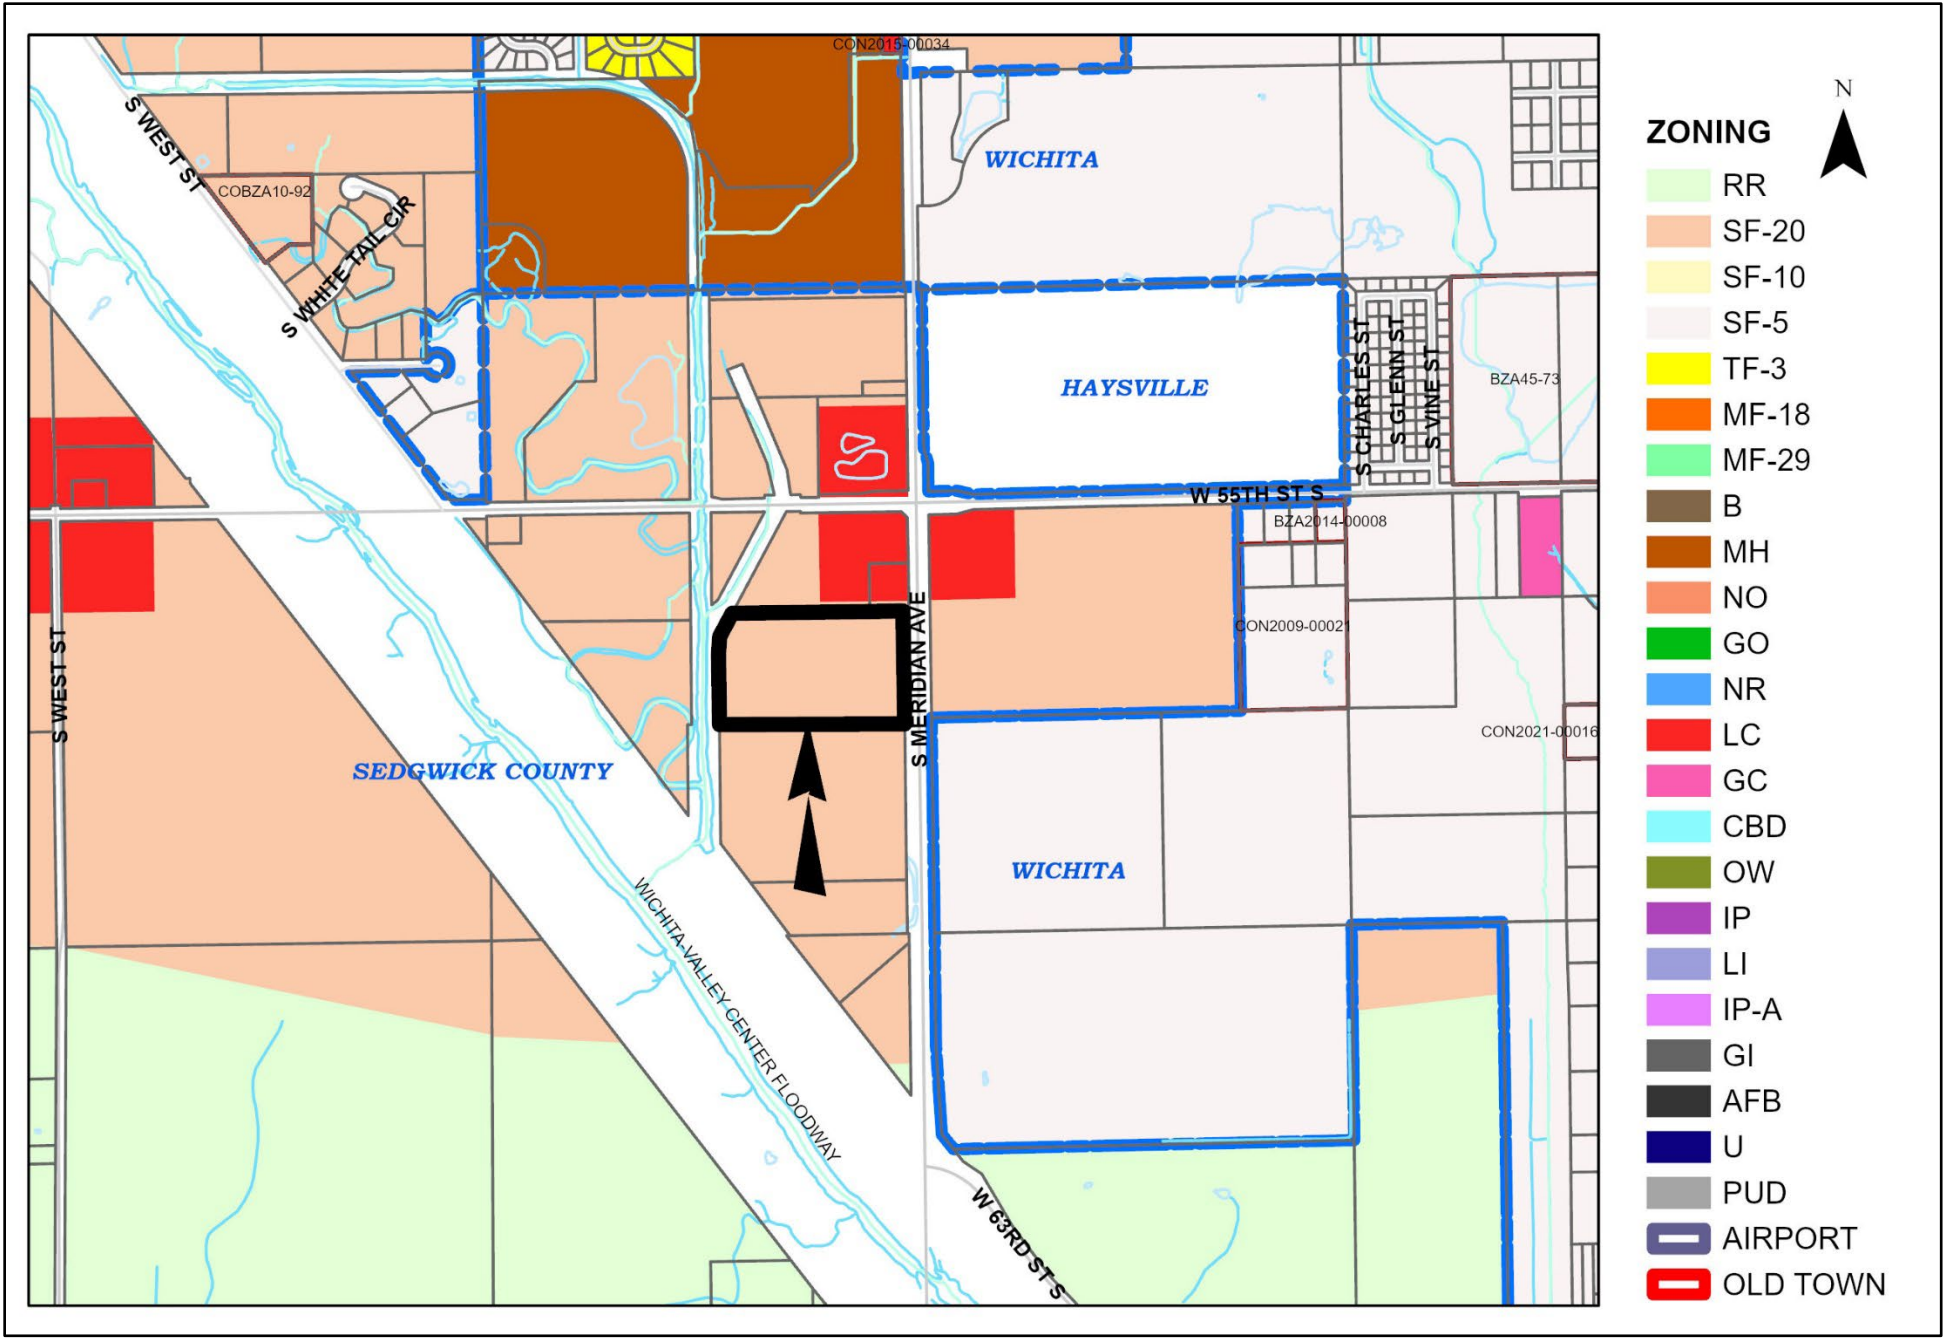 CON2015-00034
S WEST ST
WICHITA
COBZA10-92
S WHITE TAIL CIR
HAYSVILLE
S CHARLES ST
S GLENN ST
S VINE ST
BZA45-73
W 55TH ST S
BZA2014-00008
CON2009-00021
S MERIDIAN AVE
S WEST ST
SEDGWICK COUNTY
CON2021-00016
WICHITA
WICHITA-VALLEY CENTER FLOODWAY
W 63RD ST S
N
ZONING
RR
SF-20
SF-10
SF-5
TF-3
MF-18
MF-29
B
MH
NO
GO
NR
LC
GC
CBD
OW
IP
LI
IP-A
GI
AFB
U
PUD
AIRPORT
OLD TOWN